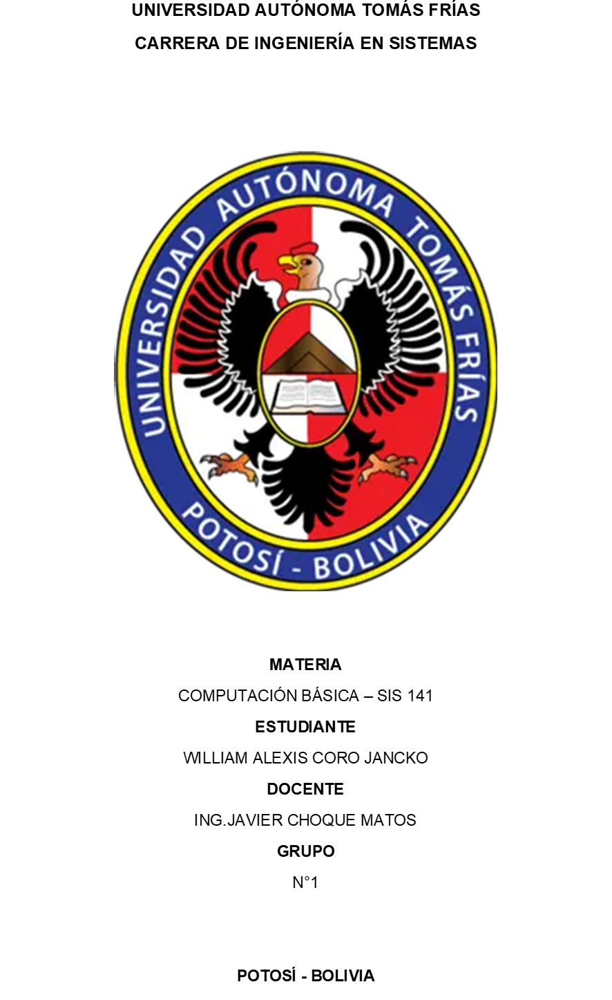 UNIVERSIDAD AUTÓNOMA TOMÁS FRÍAS
CARRERA DE INGENIERÍA EN SISTEMAS
UNIVERSIDAD AUTÓNOMA TOMÁS FRÍAS
POTOSÍ - BOLIVIA
MATERIA
COMPUTACIÓN BÁSICA – SIS 141
ESTUDIANTE
WILLIAM ALEXIS CORO JANCKO
DOCENTE
ING.JAVIER CHOQUE MATOS
GRUPO
N°1
POTOSÍ - BOLIVIA